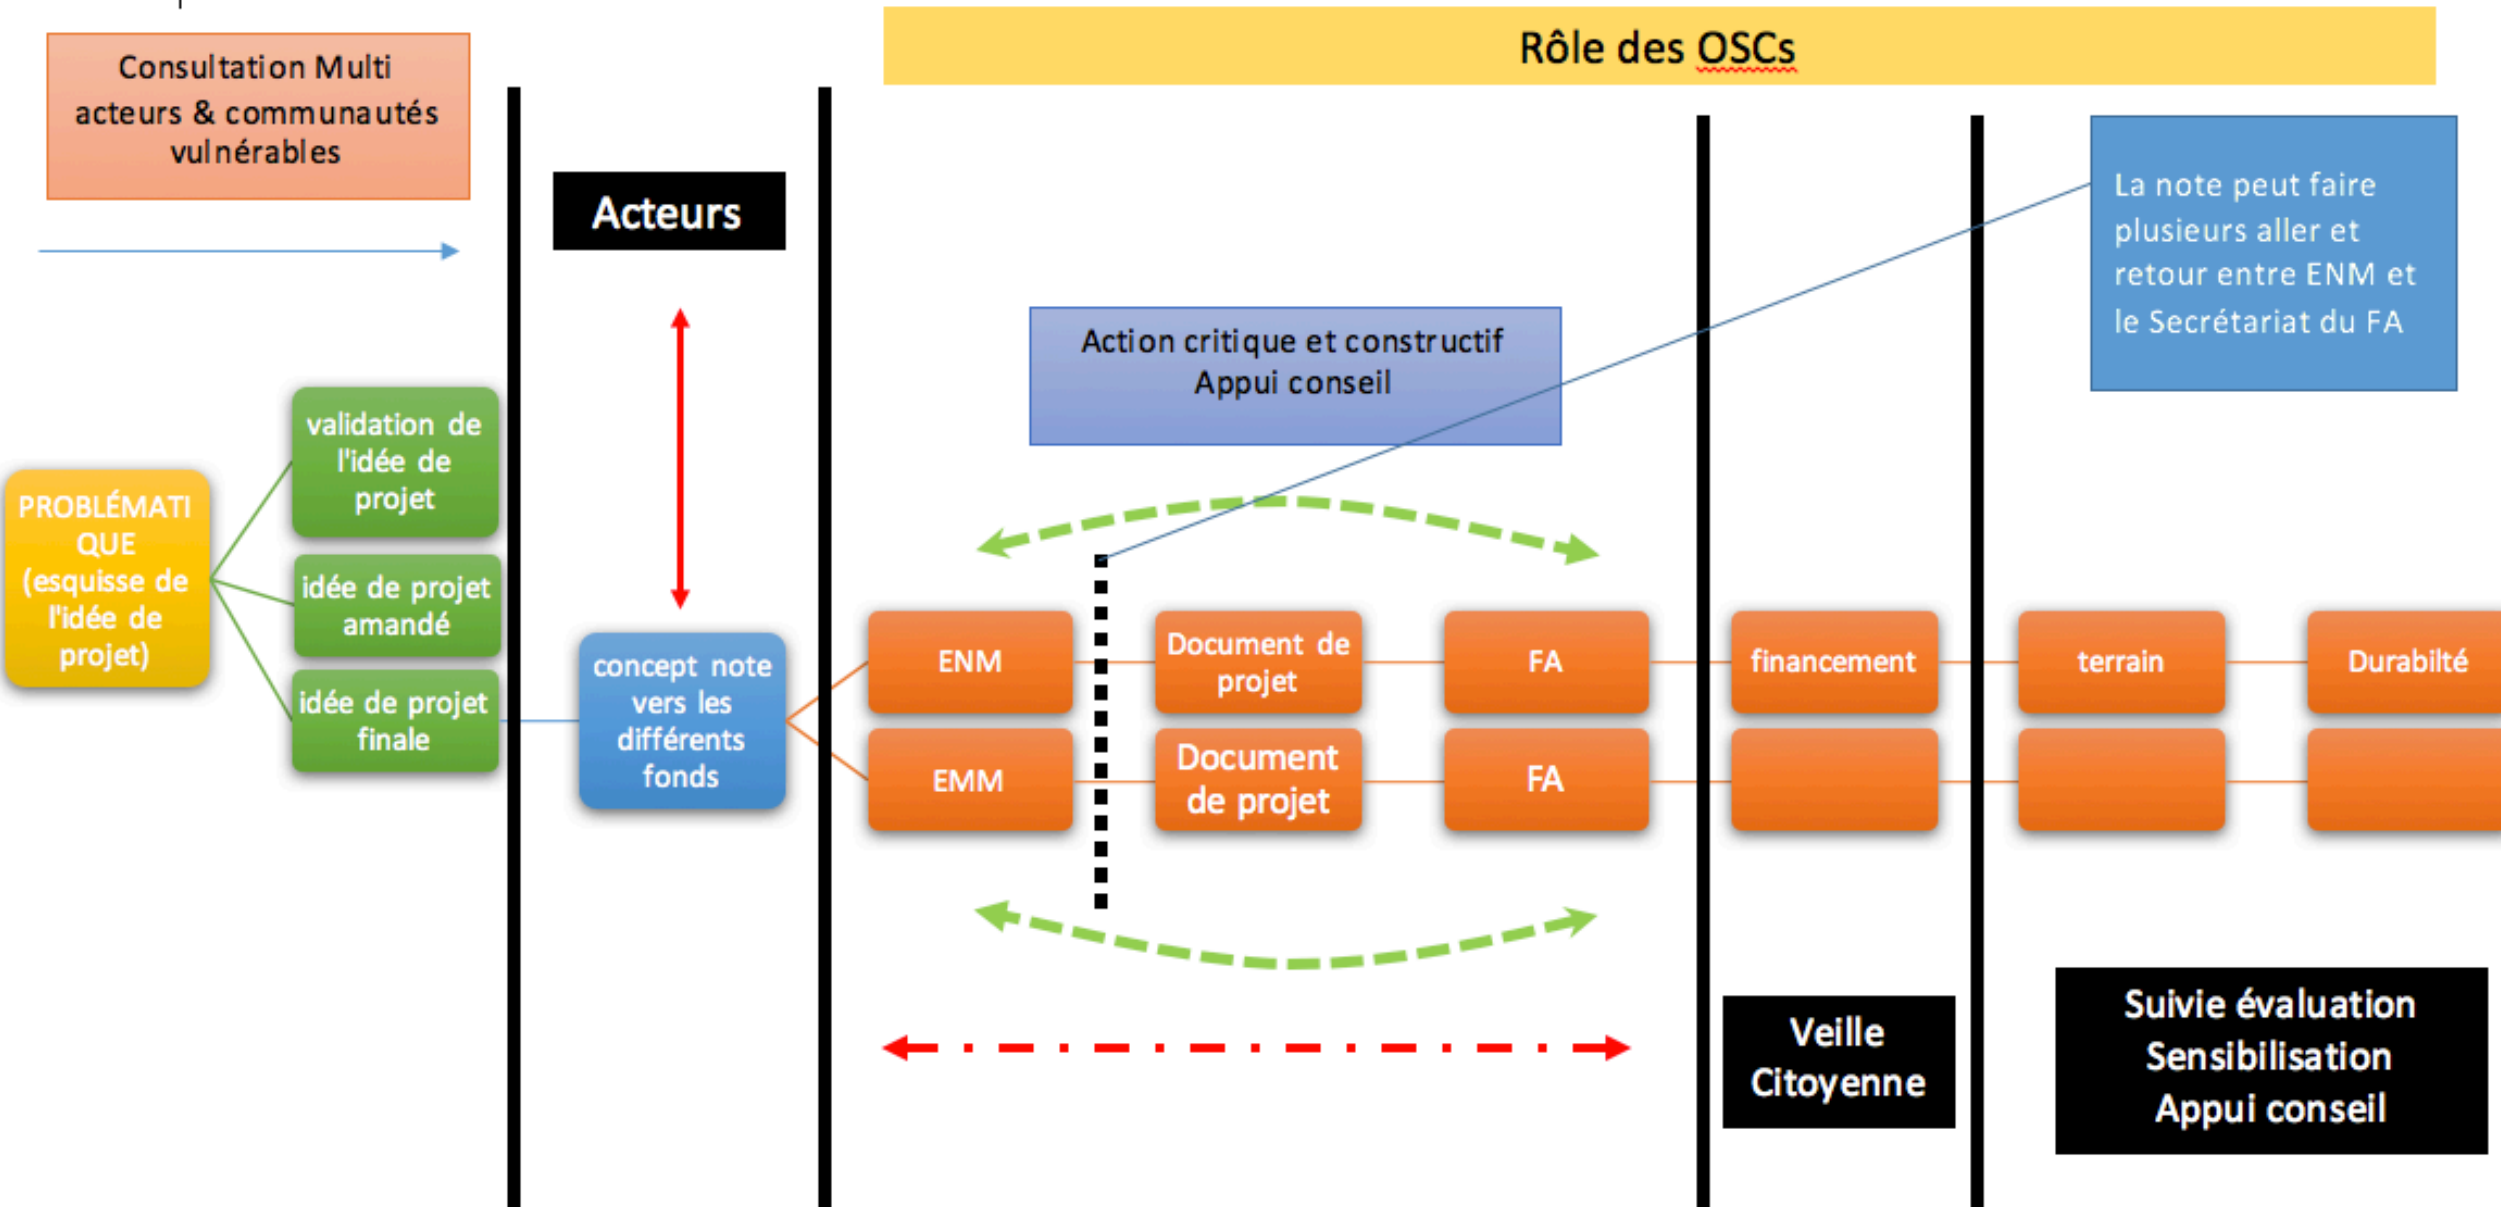 Rôle des OSCs
Consultation Multi
acteurs & communautés
vulnérables
Acteurs
La note peut faire
plusieurs aller et
retour entre ENM et
le Secrétariat du FA
Action critique et constructif
Appui conseil
PROBLÉMATI
QUE
(esquisse de
l'idée de
projet)
validation de
l'idée de
projet
idée de projet
amandé
idée de projet
finale
concept note
vers les
différents
fonds
ENM
Document de
projet
FA
financement
terrain
Durabilté
EMM
Document
de projet
FA
Veille
Citoyenne
Suivie évaluation
Sensibilisation
Appui conseil